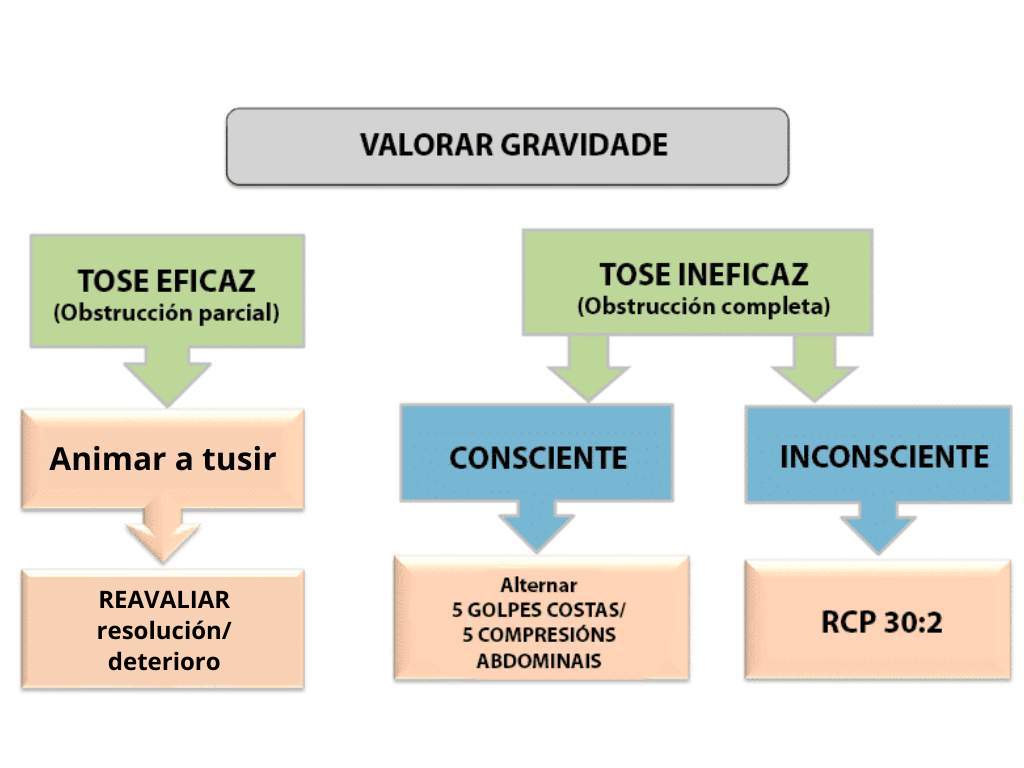 VALORAR GRAVIDADE
TOSE EFICAZ
(Obstrucción parcial)
Animar a tusir
REAVALIAR
resolución/
deterioro
TOSE INEFICAZ
(Obstrucción completa)
CONSCIENTE
Alternar
5 GOLPES COSTAS/
5 COMPRESIÓNS
ABDOMINAIS
INCONSCIENTE
RCP 30:2